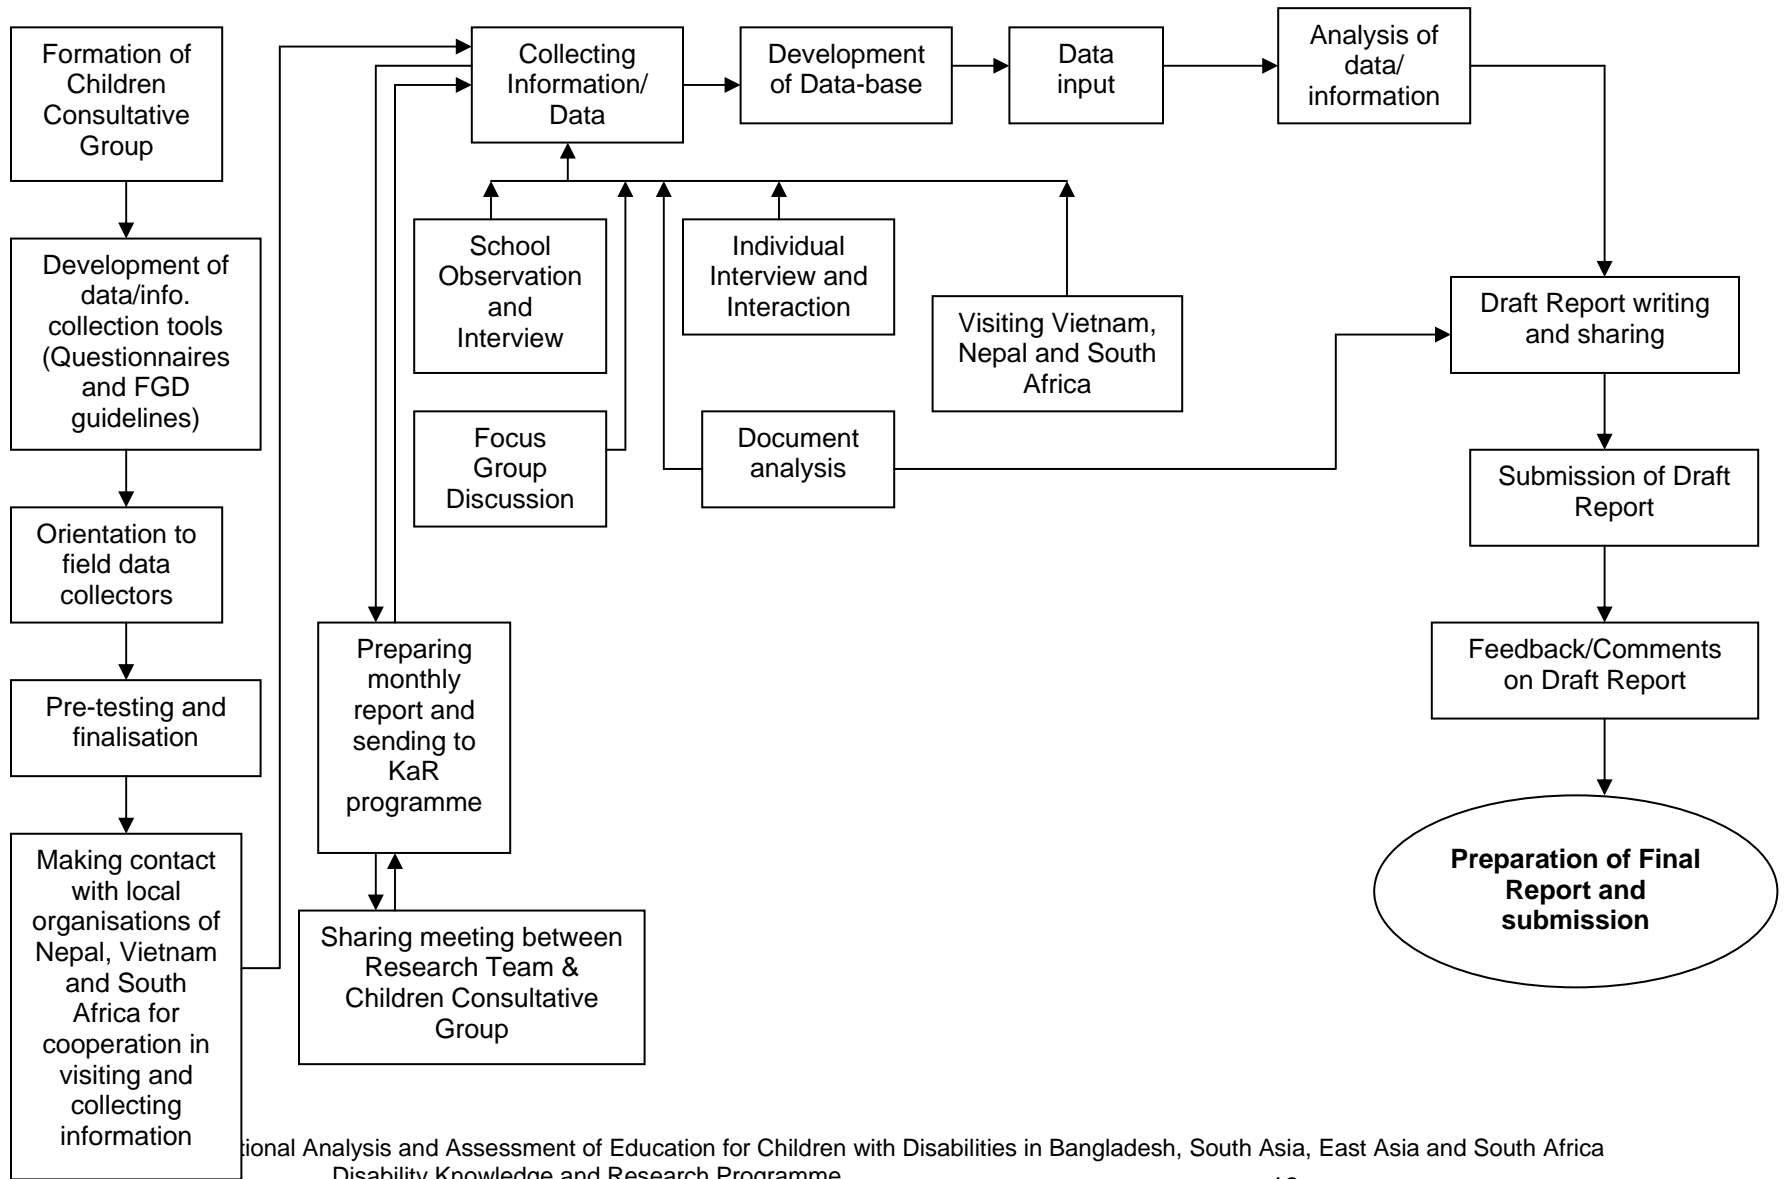 Formation of
Children
Consultative
Group
Development of
data/info.
collection tools
(Questionnaires
and FGD
guidelines)
Orientation to
field data
collectors
Pre-testing and
finalisation
Making contact
with local
organisations of
Nepal, Vietnam
and South
Africa for
cooperation in
visiting and
collecting
information
Collecting
Information/
Data
Development
of Data-base
Data
input
Analysis of
data/
information
School
Observation
and
Interview
Individual
Interview and
Interaction
Visiting Vietnam,
Nepal and South
Africa
Focus
Group
Discussion
Document
analysis
Preparing
monthly
report and
sending to
KaR
programme
Sharing meeting between
Research Team &
Children Consultative
Group
Draft Report writing
and sharing
Submission of Draft
Report
Feedback/Comments
on Draft Report
Preparation of Final
Report and
submission
Analysis and Assessment of Education for Children with Disabilities in Bangladesh, South Asia, East Asia and South Africa
Disability Knowledge and Research Programme